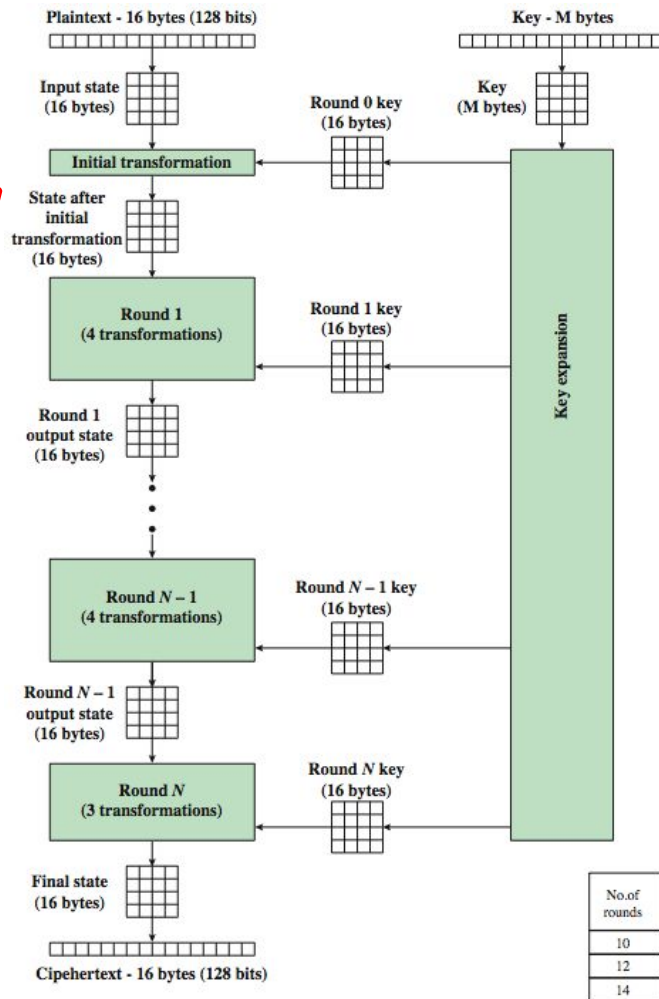 Plaintext - 16 bytes (128 bits)
Key - M bytes
Input state
(16 bytes)
Key
(M bytes)
Round 0 key
(16 bytes)
Initial transformation
State after
initial
transformation
(16 bytes)
Round 1
(4 transformations)
Round 1 key
(16 bytes)
Key expansion
Round 1
output state
(16 bytes)
Round N – 1
(4 transformations)
Round N – 1 key
(16 bytes)
Round N – 1
output state
(16 bytes)
Round N
(3 transformations)
Round N key
(16 bytes)
Final state
(16 bytes)
No.of
rounds
10
12
14
Cipehertext - 16 bytes (128 bits)